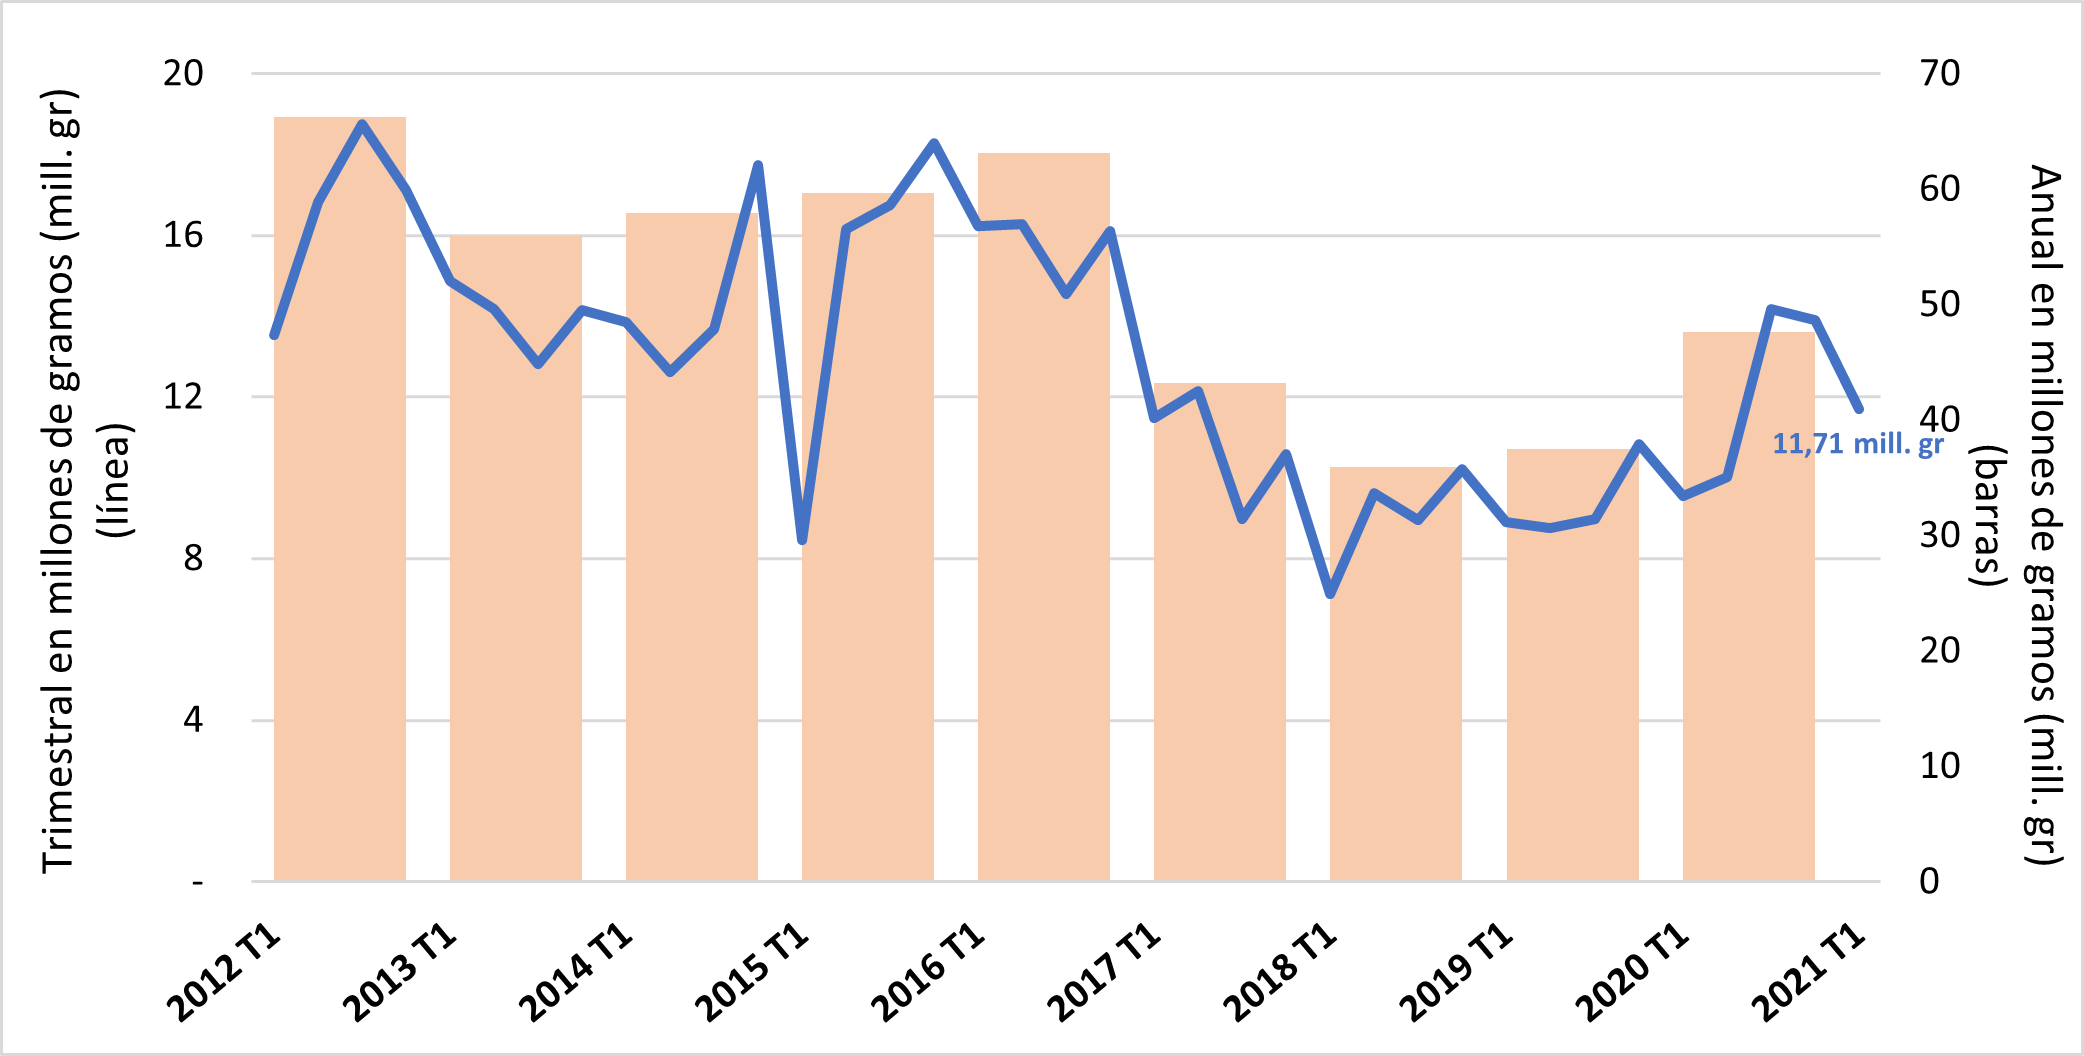 Trimestral en millones de gramos (mill. gr)
(línea)
20
16
12
8
4
-
70
60
50
40
30
20
10
0
Anual en millones de gramos (mill. gr)
(barras)
11,71 mill. gr
2012 T1
2013 T1
2014 T1
2015 T1
2016 T1
2017 T1
2018 T1
2019 T1
2020 T1
2021 T1